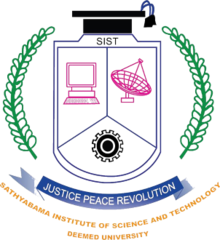 SIST
JUSTICE PEACE REVOLUTION
SATHYABAMA INSTITUTE OF SCIENCE AND TECHNOLOGY
DEEMED UNIVERSITY